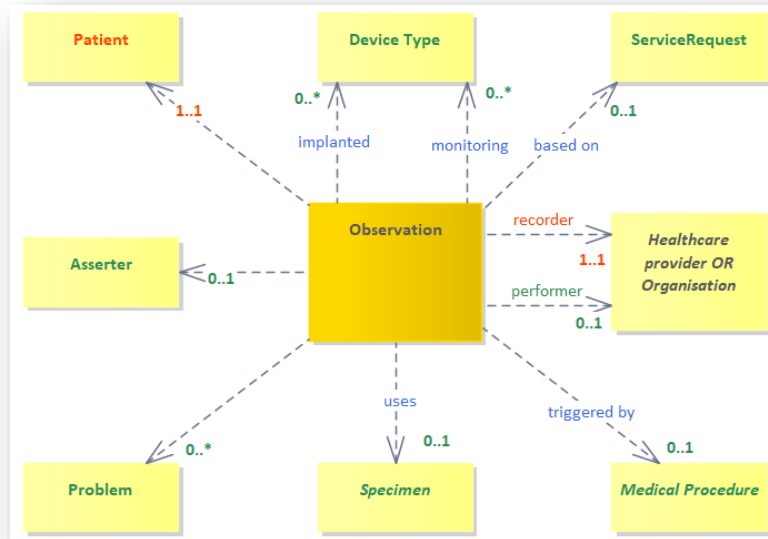 Patient
Device Type
ServiceRequest
0..*
0..*
1..1
0..1
implanted
monitoring
based on
Observation
recorder
1..1
Healthcare
provider OR
Organisation
Asserter
0..1
performer
0..1
uses
triggered by
0..*
0..1
0..1
Problem
Specimen
Medical Procedure